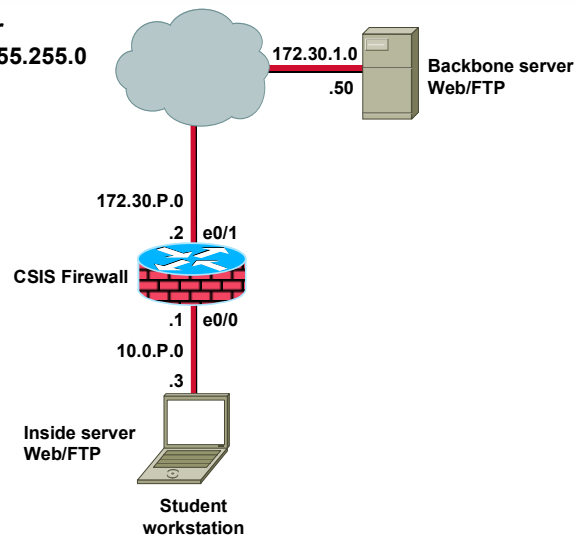 55.255.0
172.30.1.0
.50
Backbone server
Web/FTP
172.30.P.0
.2
e0/1
CSIS Firewall
.1
e0/0
10.0.P.0
.3
Inside server
Web/FTP
Student
workstation